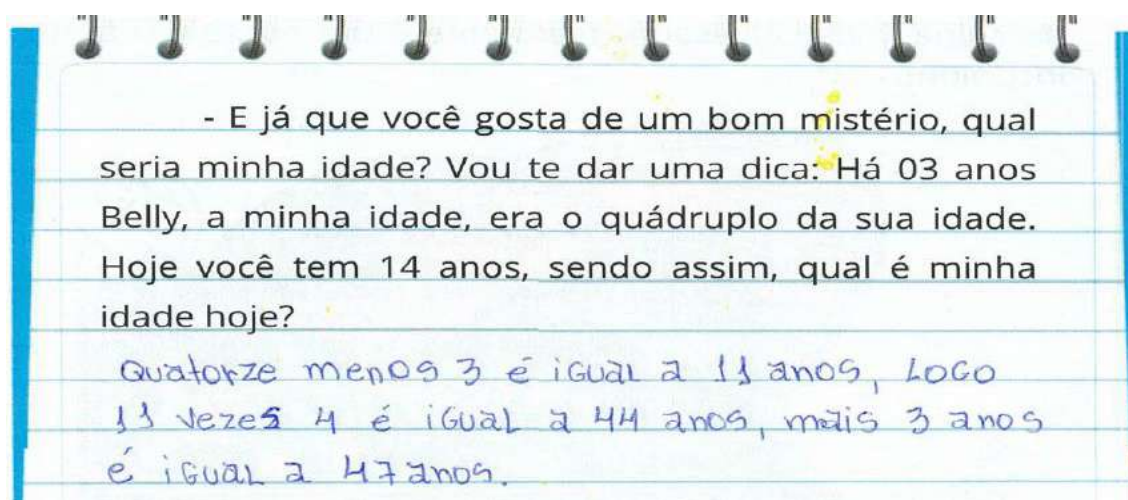 - E já que você gosta de um bom mistério, qual
seria minha idade? Vou te dar uma dica: Há 03 anos
Belly, a minha idade, era o quádruplo da sua idade.
Hoje você tem 14 anos, sendo assim, qual é minha
idade hoje?
Quatorze menos 3 é iGual a 11 anos, LOGO
11 vezes 4 é iGuaL a 44 anos, mais 3 anos
é iGuaL a 47 anos.